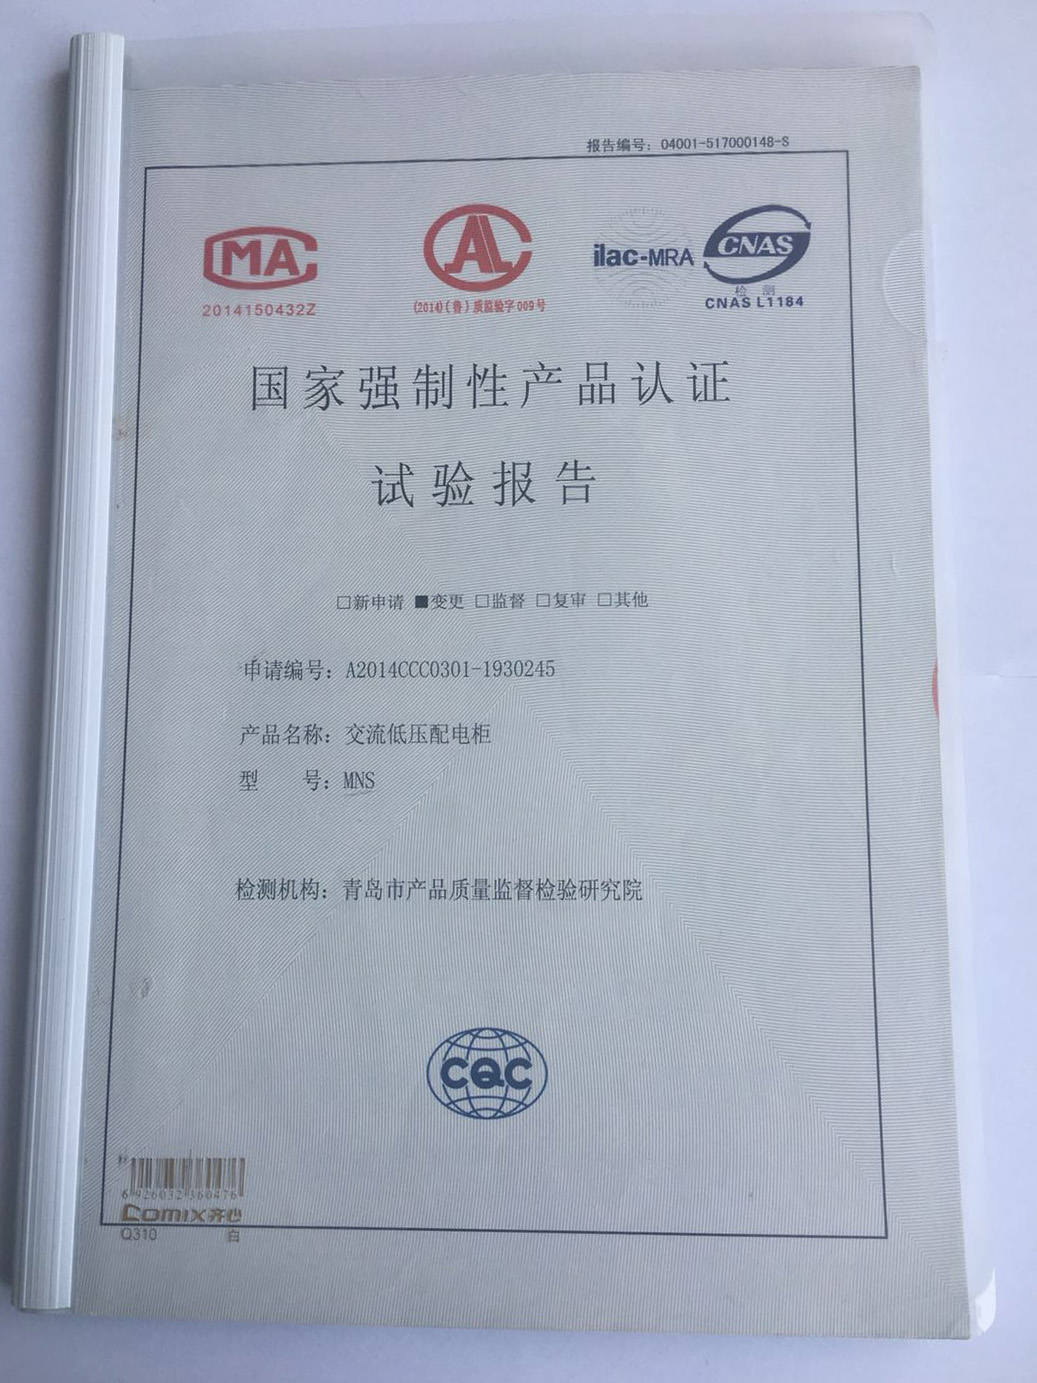 报告编号：04001-517000148-S
MA
2014150432Z
AL
(2014)(鲁)质监验字009号
ilac-MRA
CNAS
检 测
CNAS L1184
国家强制性产品认证
试验报告
□新申请 ■变更 □监督 □复审 □其他
申请编号：A2014CCC0301-1930245
产品名称：交流低压配电柜
型 号：MNS
检测机构：青岛市产品质量监督检验研究院
CQC
6 926032 360476
Comix齐心
Q310 白